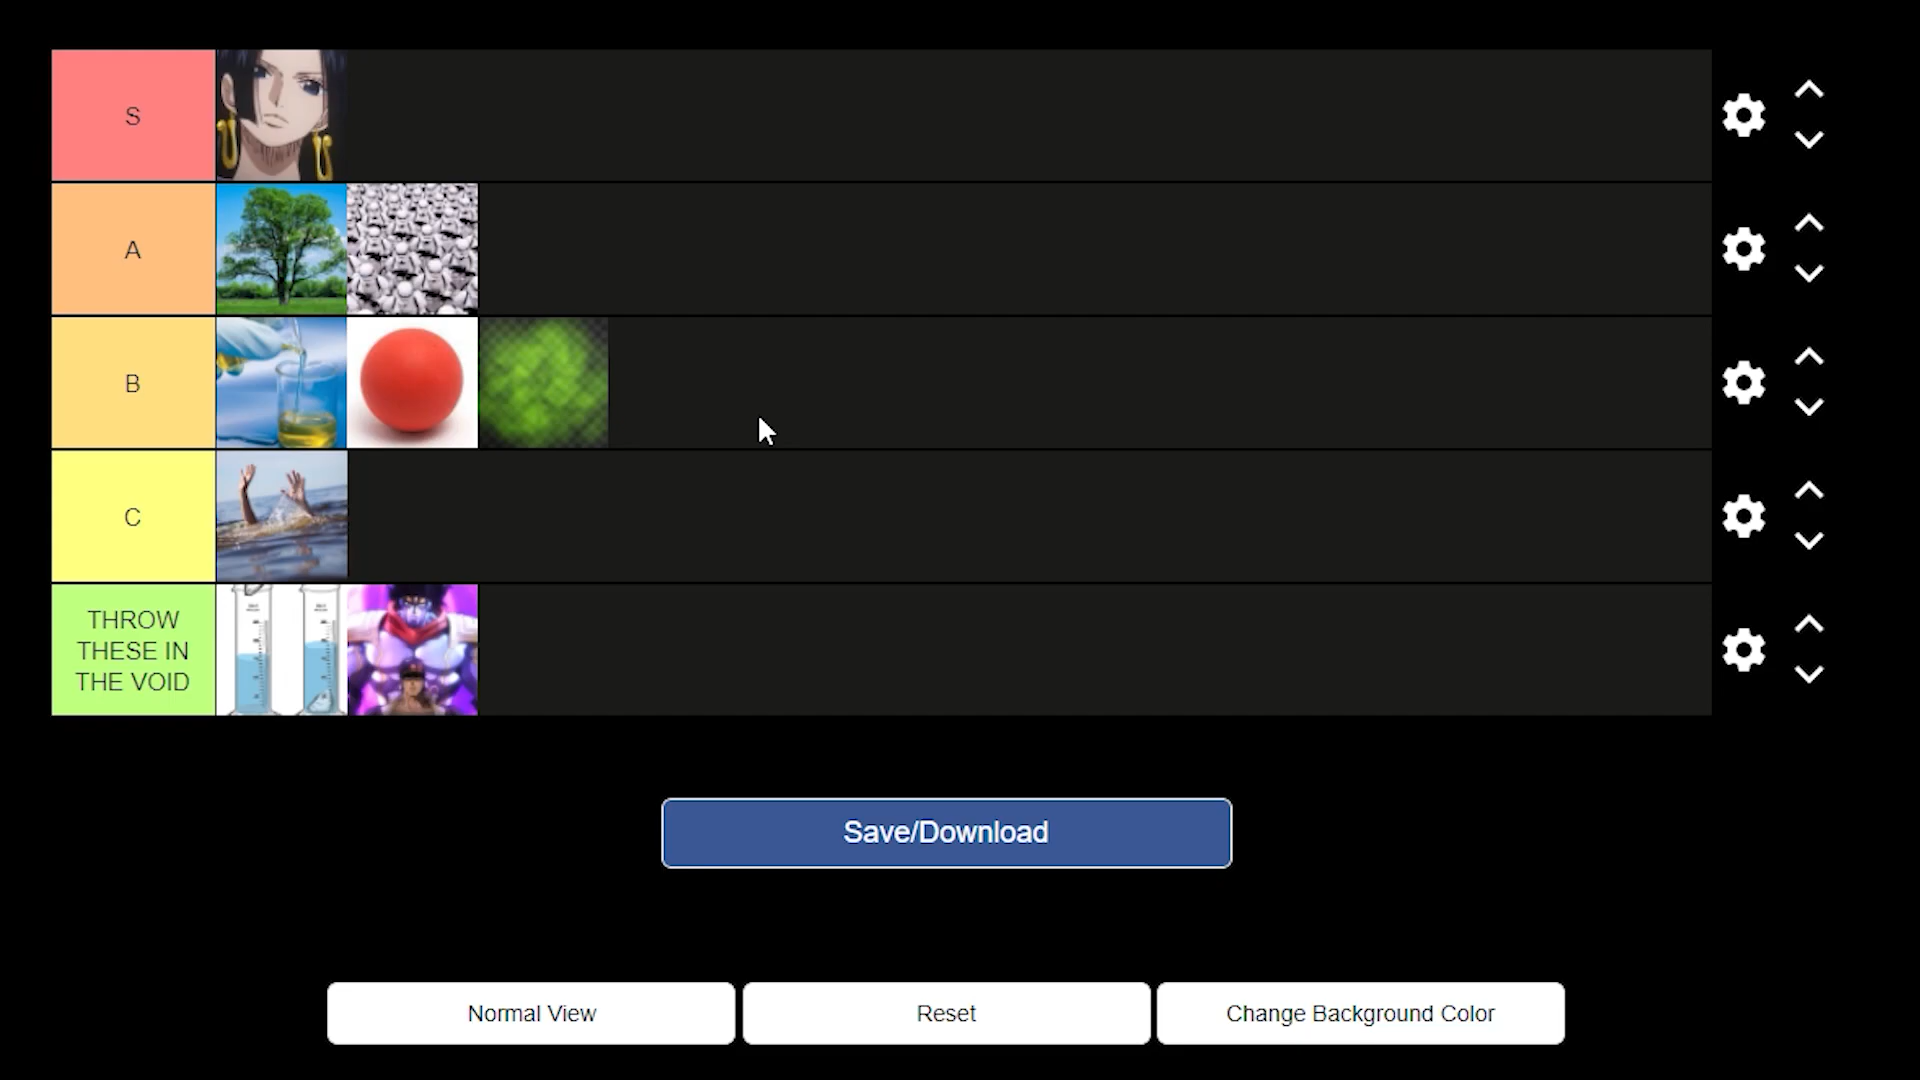 S
A
B
C
THROW
THESE IN
THE VOID
Save/Download
Normal View
Reset
Change Background Color